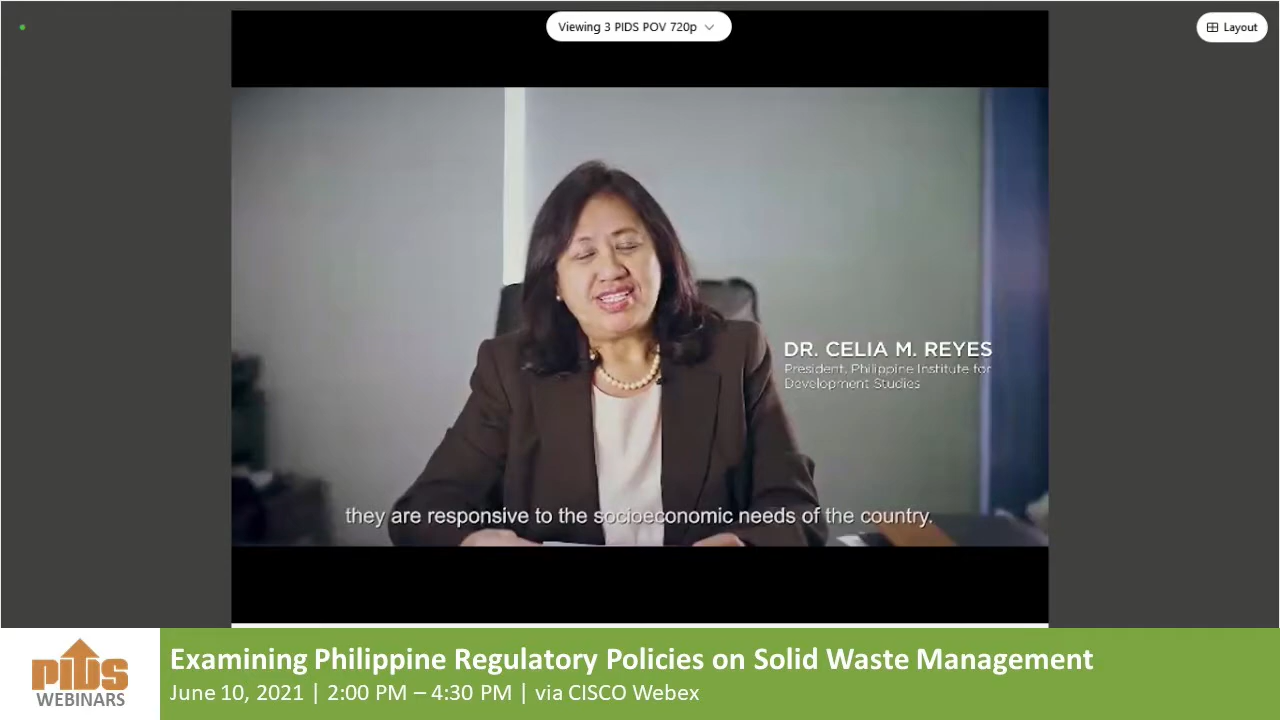 Viewing 3 PIDS POV 720p
Layout
DR. CELIA M. REYES
President, Philippine Institute for
Development Studies
they are responsive to the socioeconomic needs of the country.
PIDS
WEBINARS
Examining Philippine Regulatory Policies on Solid Waste Management
June 10, 2021 | 2:00 PM – 4:30 PM | via CISCO Webex